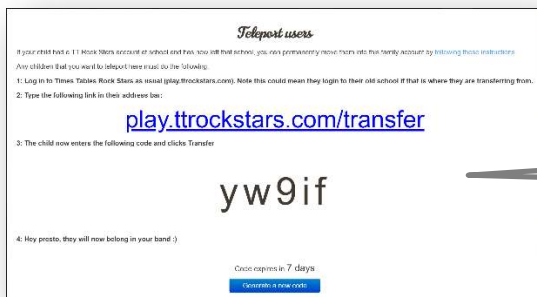 Teleport users
If your child had a TT Rock Stars account at school and has now left that school, you can permanently move them into this family account by following these instructions
Any children that you want to teleport here must do the following:
1: Log in to Times Tables Rock Stars as usual (play.ttrockstars.com). Note this could mean they login to their old school if that is where they are transferring from.
2: Type the following link in their address bar:
play.ttrockstars.com/transfer
3: The child now enters the following code and clicks Transfer
yw9if
4: Hey presto, they will now belong in your band :)
Code expires in 7 days
Generate a new code